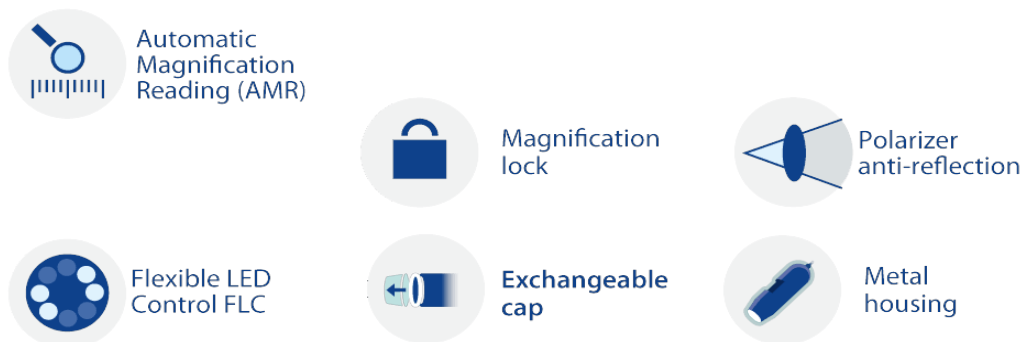 Automatic
Magnification
Reading (AMR)
Magnification
lock
Polarizer
anti-reflection
Flexible LED
Control FLC
Exchangeable
cap
Metal
housing